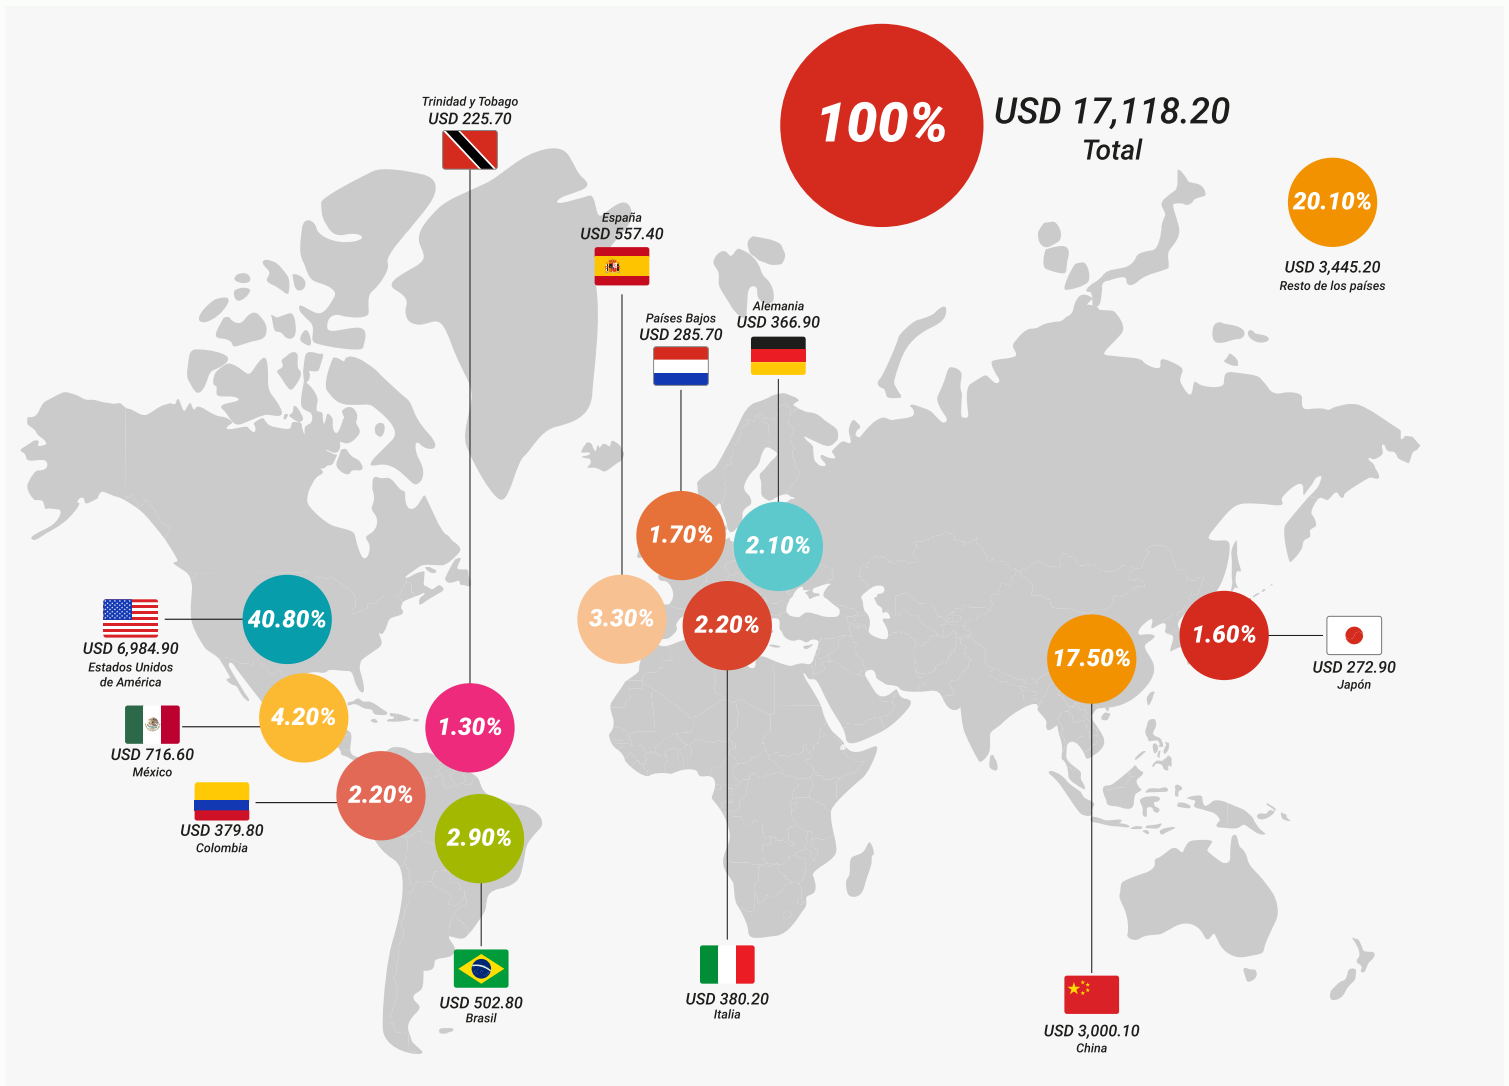 100%
USD 17,118.20
Total
20.10%
USD 3,445.20
Resto de los países
Trinidad y Tobago
USD 225.70
España
USD 557.40
Países Bajos
USD 285.70
Alemania
USD 366.90
1.70%
2.10%
40.80%
3.30%
2.20%
17.50%
1.60%
USD 6,984.90
Estados Unidos
de América
USD 272.90
Japón
4.20%
1.30%
USD 716.60
México
2.20%
USD 379.80
Colombia
2.90%
USD 502.80
Brasil
USD 380.20
Italia
USD 3,000.10
China